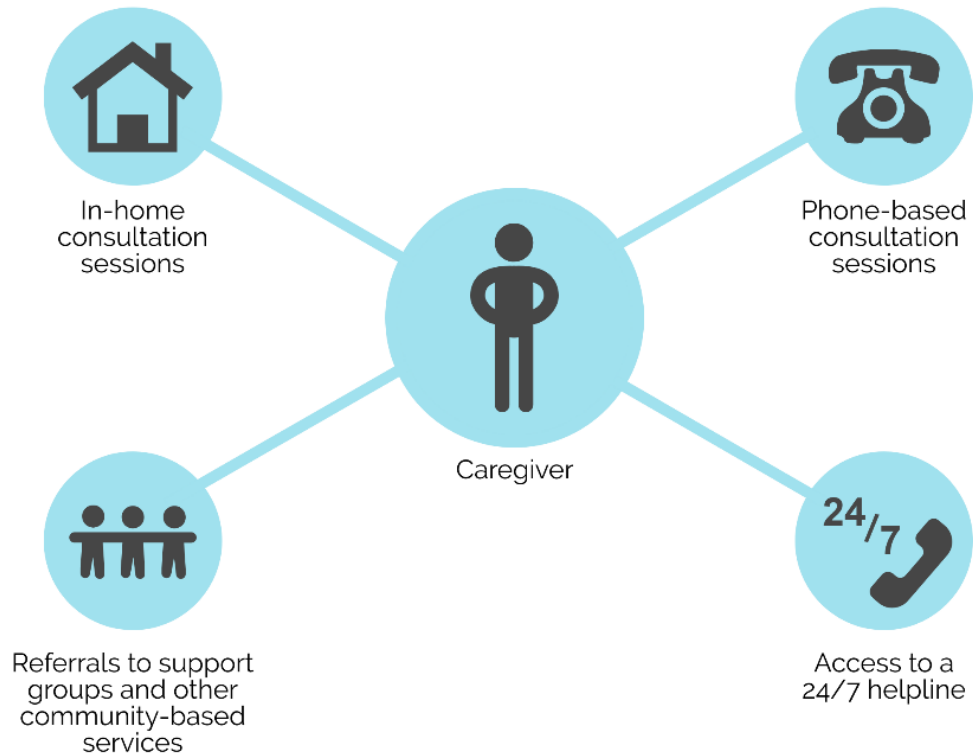 In-home
consultation
sessions
Phone-based
consultation
sessions
Caregiver
24/7
Referrals to support
groups and other
community-based
services
Access to a
24/7 helpline